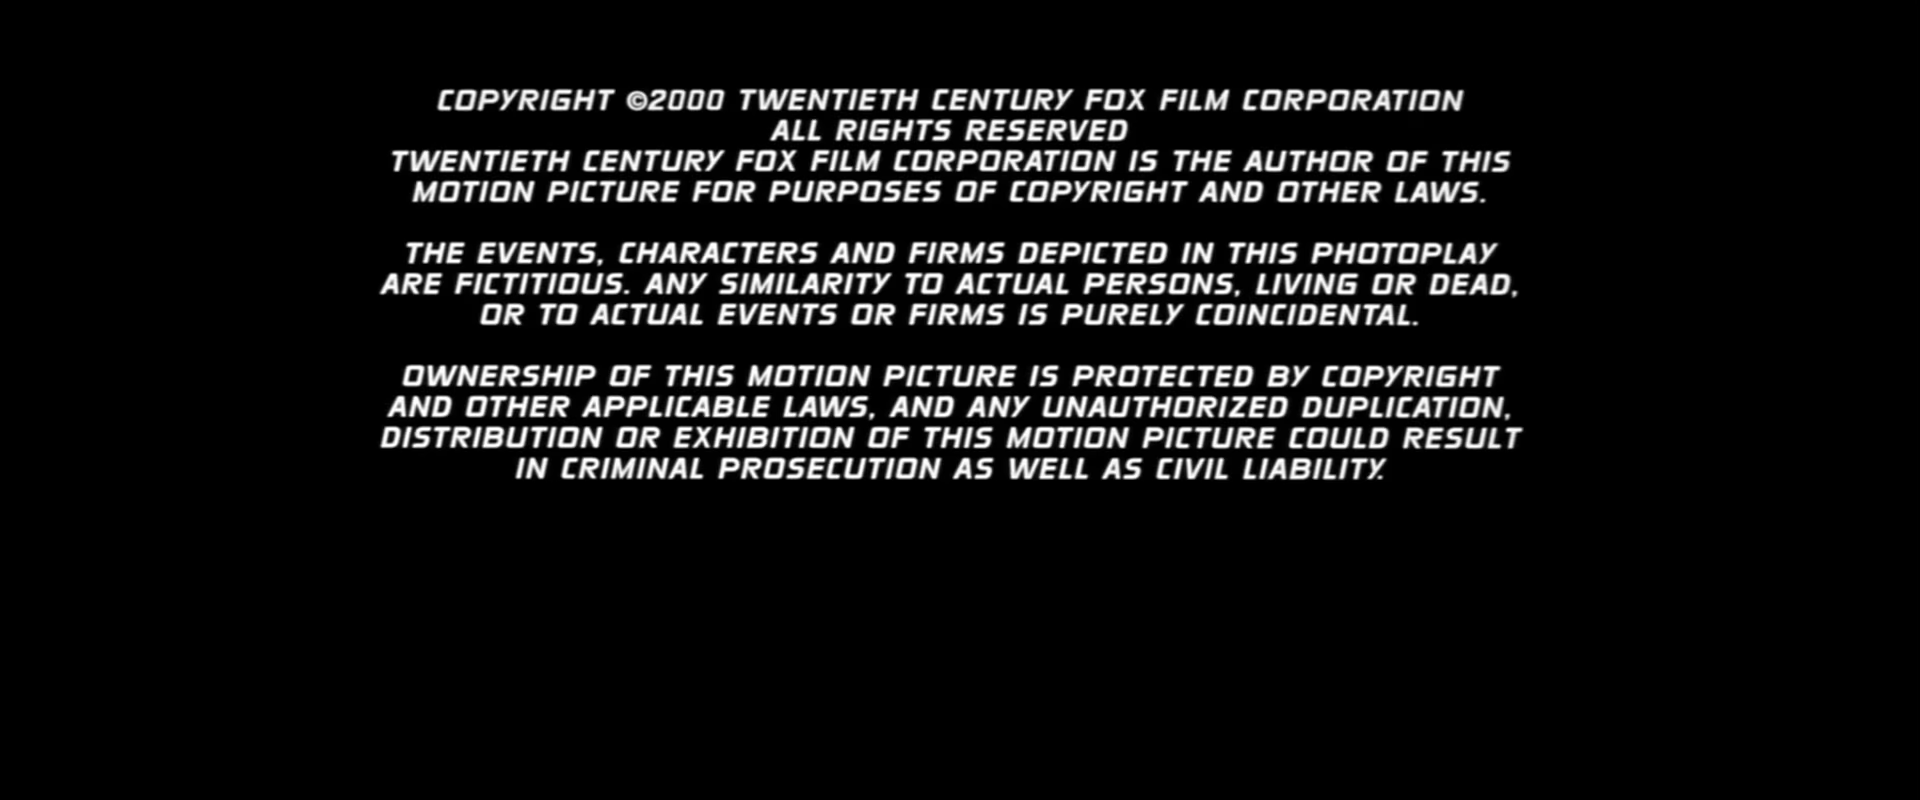 COPYRIGHT ©2000 TWENTIETH CENTURY FOX FILM CORPORATION
ALL RIGHTS RESERVED
TWENTIETH CENTURY FOX FILM CORPORATION IS THE AUTHOR OF THIS
MOTION PICTURE FOR PURPOSES OF COPYRIGHT AND OTHER LAWS.
THE EVENTS, CHARACTERS AND FIRMS DEPICTED IN THIS PHOTOPLAY
ARE FICTITIOUS. ANY SIMILARITY TO ACTUAL PERSONS, LIVING OR DEAD,
OR TO ACTUAL EVENTS OR FIRMS IS PURELY COINCIDENTAL.
OWNERSHIP OF THIS MOTION PICTURE IS PROTECTED BY COPYRIGHT
AND OTHER APPLICABLE LAWS, AND ANY UNAUTHORIZED DUPLICATION,
DISTRIBUTION OR EXHIBITION OF THIS MOTION PICTURE COULD RESULT
IN CRIMINAL PROSECUTION AS WELL AS CIVIL LIABILITY.